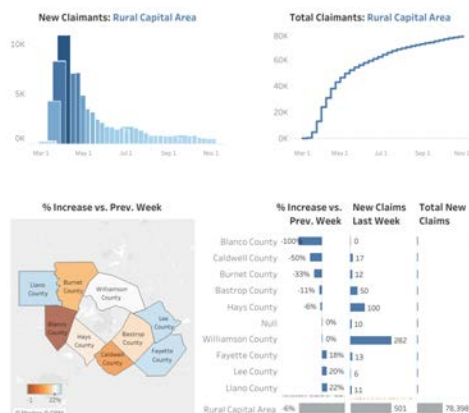 New Claimants: Rural Capital Area
Total Claimants: Rural Capital Area
10K
5K
0K
Mar 1
May 1
Jul 1
Sep 1
Nov 1
80K
60K
40K
20K
0K
Mar 1
May 1
Jul 1
Sep 1
Nov 1
% Increase vs. Prev. Week
Llano
County
Burnet
County
Williamson
County
Blanco
County
Hays
County
Bastrop
County
Lee
County
Caldwell
County
Fayette
County
-1
22%
% Increase vs. Prev. Week
New Claims Last Week
Total New Claims
Blanco County -100% 0
Caldwell County -50% 17
Burnet County -33% 12
Bastrop County -11% 50
Hays County -6% 100
Null 0% 10
Williamson County 0% 282
Fayette County 18% 13
Lee County 20% 6
Llano County 22% 11
Rural Capital Area -6% 501 78,398